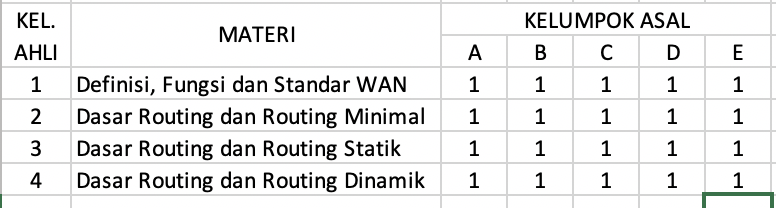 KEL. AHLI MATERI KELUMPOK ASAL
A B C D E
1 Definisi, Fungsi dan Standar WAN 1 1 1 1 1
2 Dasar Routing dan Routing Minimal 1 1 1 1 1
3 Dasar Routing dan Routing Statik 1 1 1 1 1
4 Dasar Routing dan Routing Dinamik 1 1 1 1 1